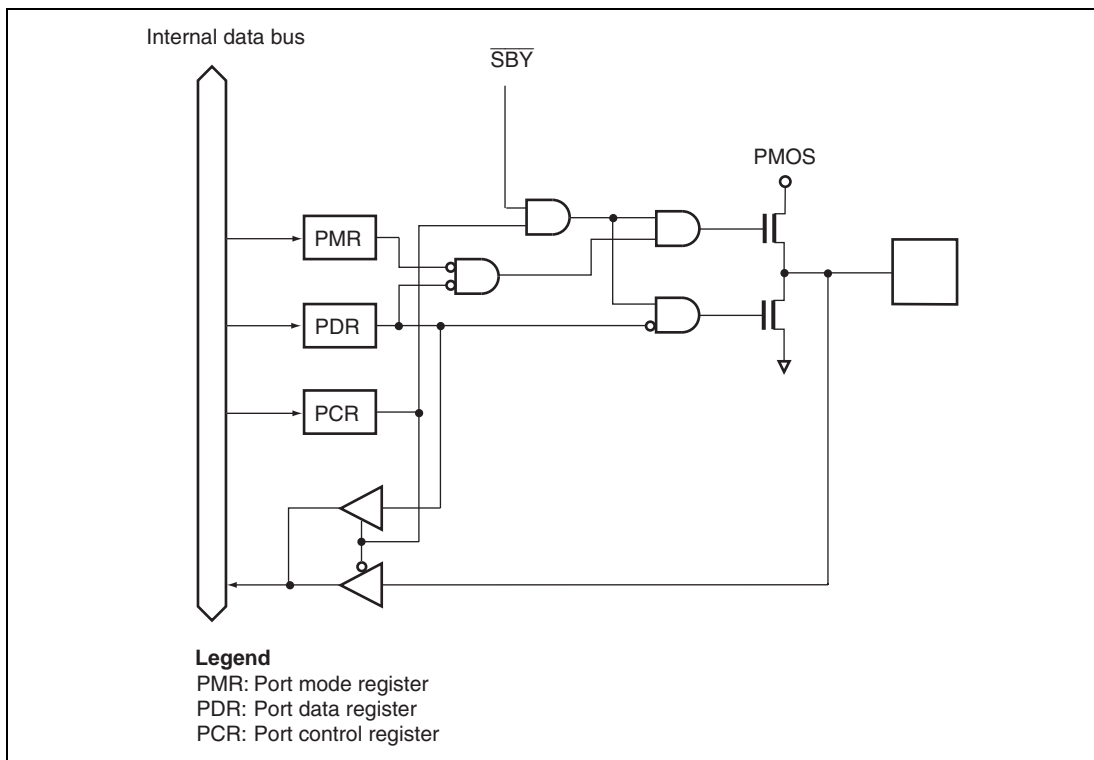 Internal data bus
SBY
PMOS
PMR
PDR
PCR
Legend
PMR: Port mode register
PDR: Port data register
PCR: Port control register